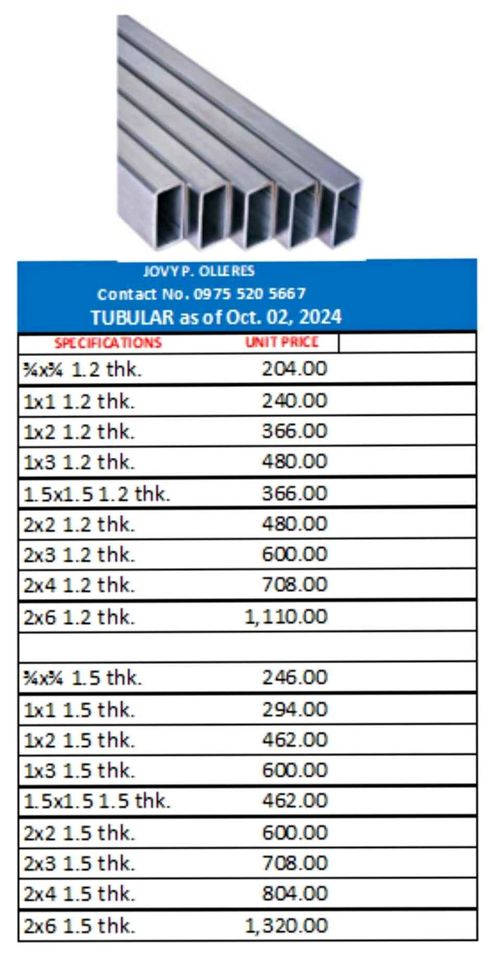 JOVY P. OLLERES
Contact No. 0975 520 5667
TUBULAR as of Oct. 02, 2024
SPECIFICATIONS UNIT PRICE
¾x¾ 1.2 thk. 204.00
1x1 1.2 thk. 240.00
1x2 1.2 thk. 366.00
1x3 1.2 thk. 480.00
1.5x1.5 1.2 thk. 366.00
2x2 1.2 thk. 480.00
2x3 1.2 thk. 600.00
2x4 1.2 thk. 708.00
2x6 1.2 thk. 1,110.00
¾x¾ 1.5 thk. 246.00
1x1 1.5 thk. 294.00
1x2 1.5 thk. 462.00
1x3 1.5 thk. 600.00
1.5x1.5 1.5 thk. 462.00
2x2 1.5 thk. 600.00
2x3 1.5 thk. 708.00
2x4 1.5 thk. 804.00
2x6 1.5 thk. 1,320.00